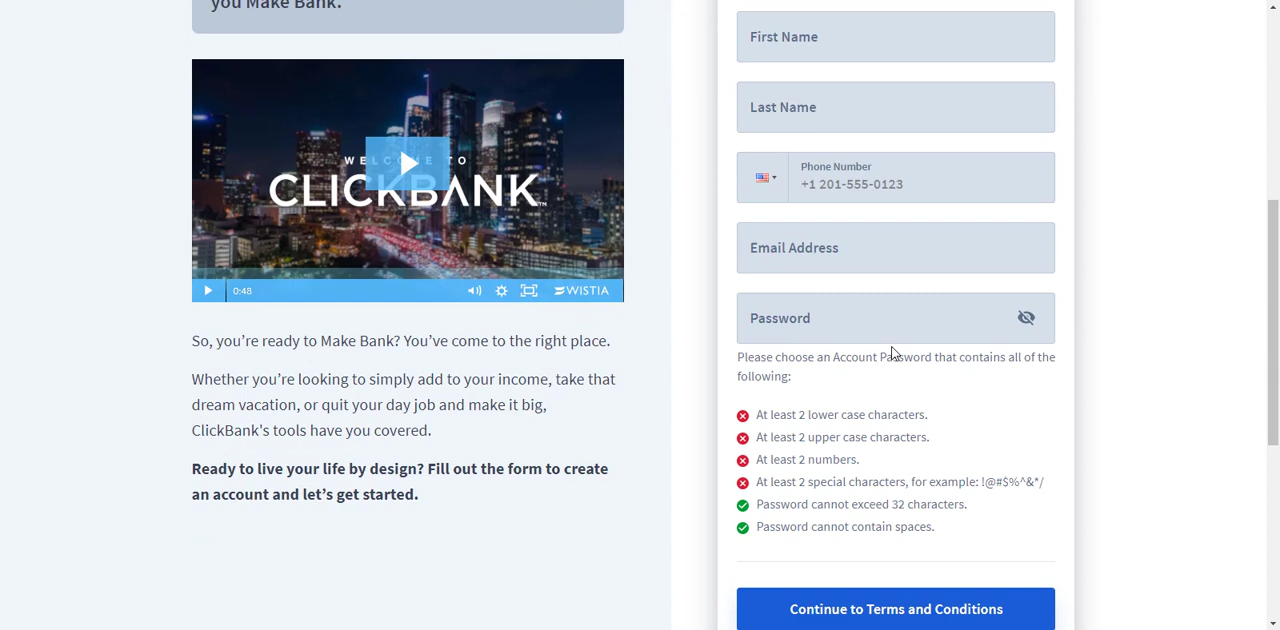 you Make Bank.
WELCOME TO
CLICKBANK™
0:48
WISTIA
So, you’re ready to Make Bank? You’ve come to the right place.
Whether you’re looking to simply add to your income, take that
dream vacation, or quit your day job and make it big,
ClickBank's tools have you covered.
Ready to live your life by design? Fill out the form to create
an account and let’s get started.
First Name
Last Name
Phone Number
+1 201-555-0123
Email Address
Password
Please choose an Account Password that contains all of the
following:
At least 2 lower case characters.
At least 2 upper case characters.
At least 2 numbers.
At least 2 special characters, for example: !@#$%^&*/
Password cannot exceed 32 characters.
Password cannot contain spaces.
Continue to Terms and Conditions